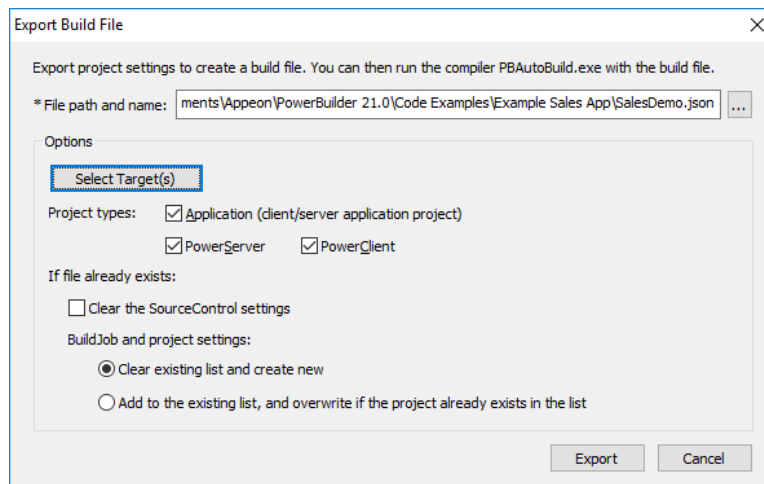 Export Build File
Export project settings to create a build file. You can then run the compiler PBAutoBuild.exe with the build file.
* File path and name: ments\Appeon\PowerBuilder 21.0\Code Examples\Example Sales App\SalesDemo.json ...
Options
Select Target(s)
Project types: Application (client/server application project)
PowerServer PowerClient
If file already exists:
Clear the SourceControl settings
BuildJob and project settings:
Clear existing list and create new
Add to the existing list, and overwrite if the project already exists in the list
Export Cancel